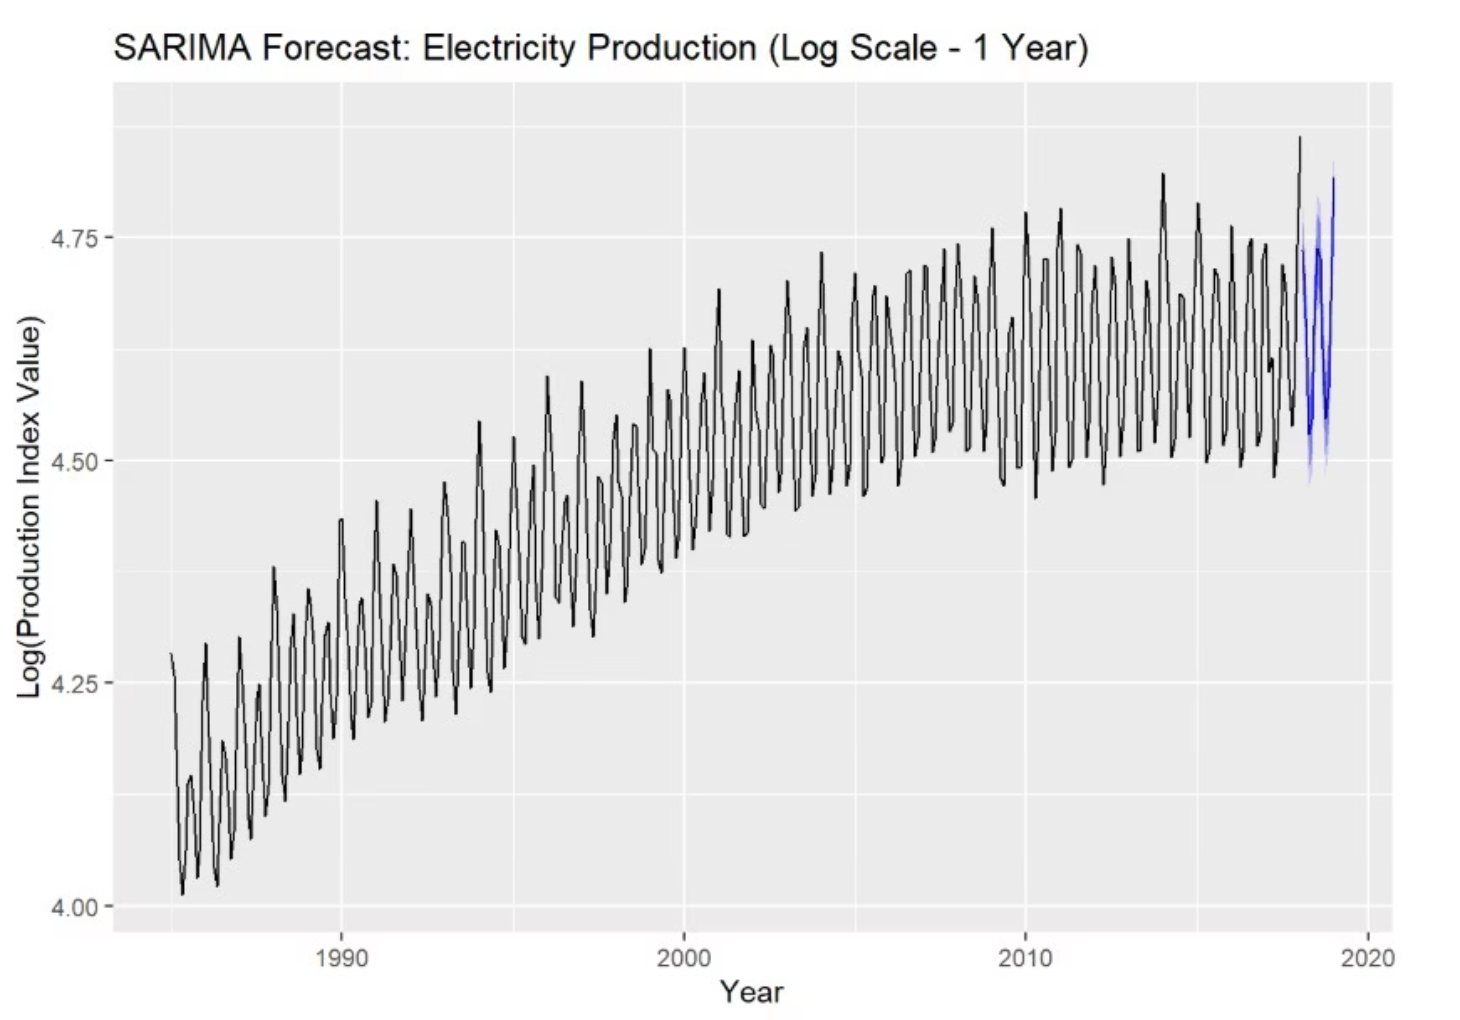 SARIMA Forecast: Electricity Production (Log Scale - 1 Year)
Log(Production Index Value)
4.75
4.50
4.25
4.00
1990 2000 2010 2020
Year